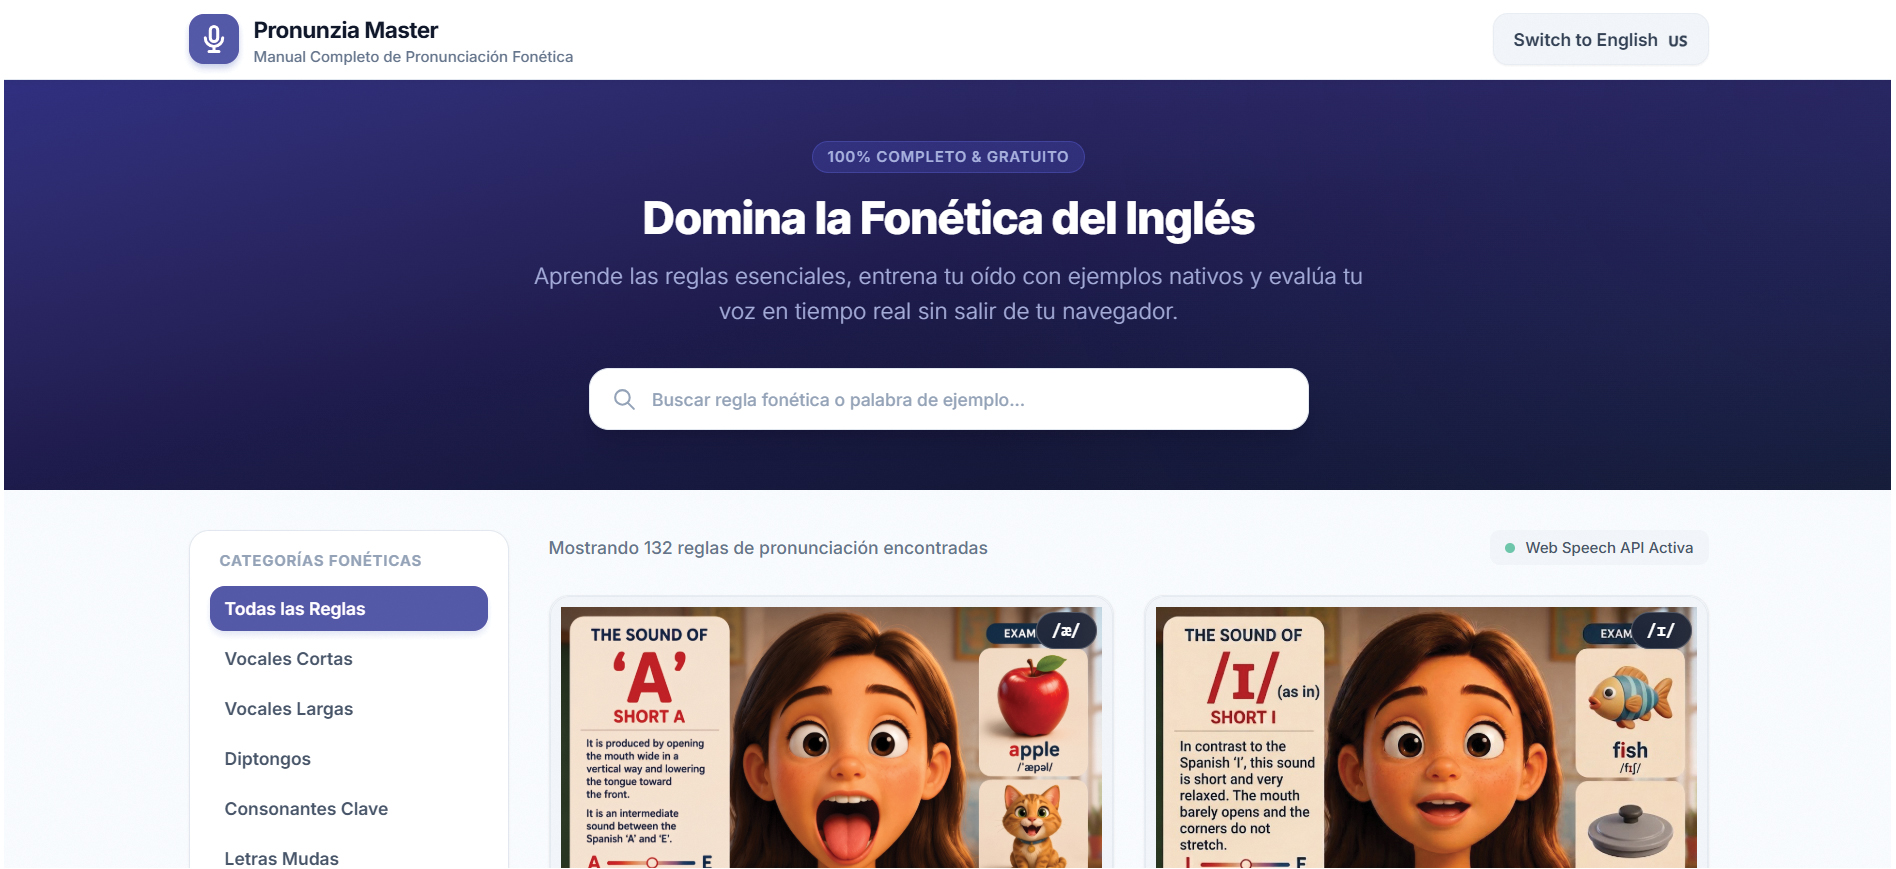 Pronunzia Master
Manual Completo de Pronunciación Fonética
Switch to English US
100% COMPLETO & GRATUITO
Domina la Fonética del Inglés
Aprende las reglas esenciales, entrena tu oído con ejemplos nativos y evalúa tu
voz en tiempo real sin salir de tu navegador.
Buscar regla fonética o palabra de ejemplo...
CATEGORÍAS FONÉTICAS
Todas las Reglas
Vocales Cortas
Vocales Largas
Diptongos
Consonantes Clave
Letras Mudas
Mostrando 132 reglas de pronunciación encontradas
Web Speech API Activa
THE SOUND OF
‘A’
SHORT A
It is produced by opening
the mouth wide in a
vertical way and lowering
the tongue toward
the front.
It is an intermediate
sound between the
Spanish ‘A’ and ‘E’.
A E
EXAM
/æ/
apple
/ˈæpəl/
THE SOUND OF
/ɪ/ (as in)
SHORT I
In contrast to the
Spanish ‘I’, this sound
is short and very
relaxed. The mouth
barely opens and the
corners do not
stretch.
I E
EXAM
/ɪ/
fish
/fɪʃ/